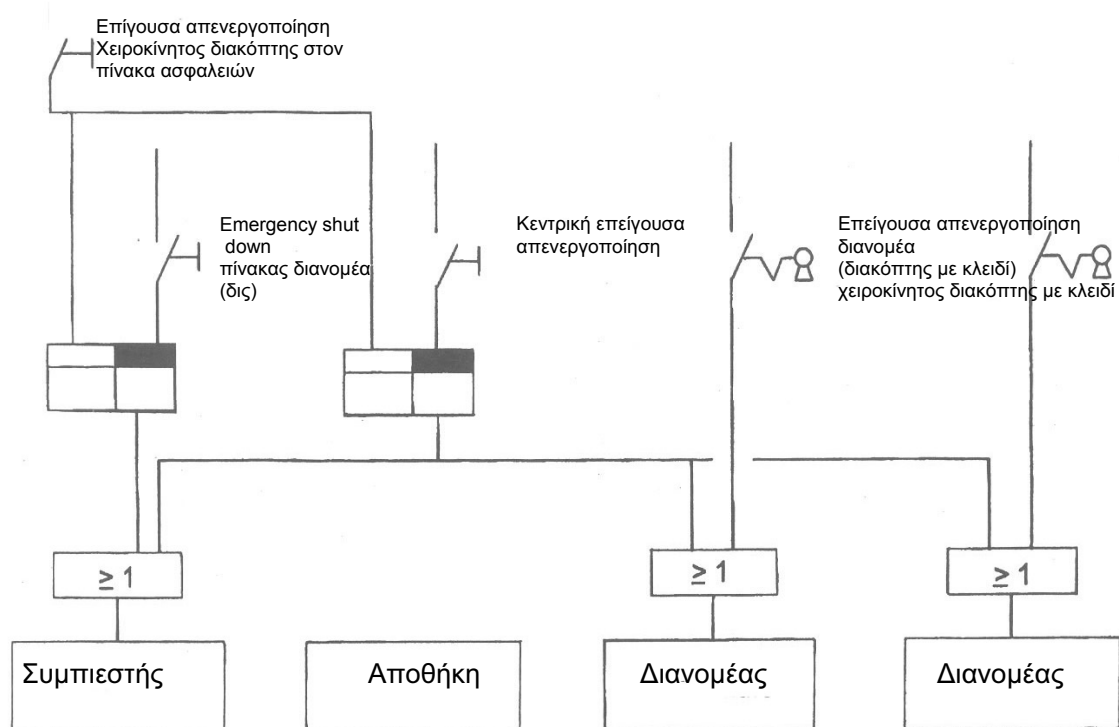 Επίγουσα απενεργοποίηση
Χειροκίνητος διακόπτης στον
πίνακα ασφαλειών
Emergency shut
down
πίνακας διανομέα
(δις)
Κεντρική επείγουσα
απενεργοποίηση
Επείγουσα απενεργοποίηση
διανομέα
(διακόπτης με κλειδί)
χειροκίνητος διακόπτης με κλειδί
≥ 1
≥ 1
≥ 1
Συμπιεστής
Αποθήκη
Διανομέας
Διανομέας